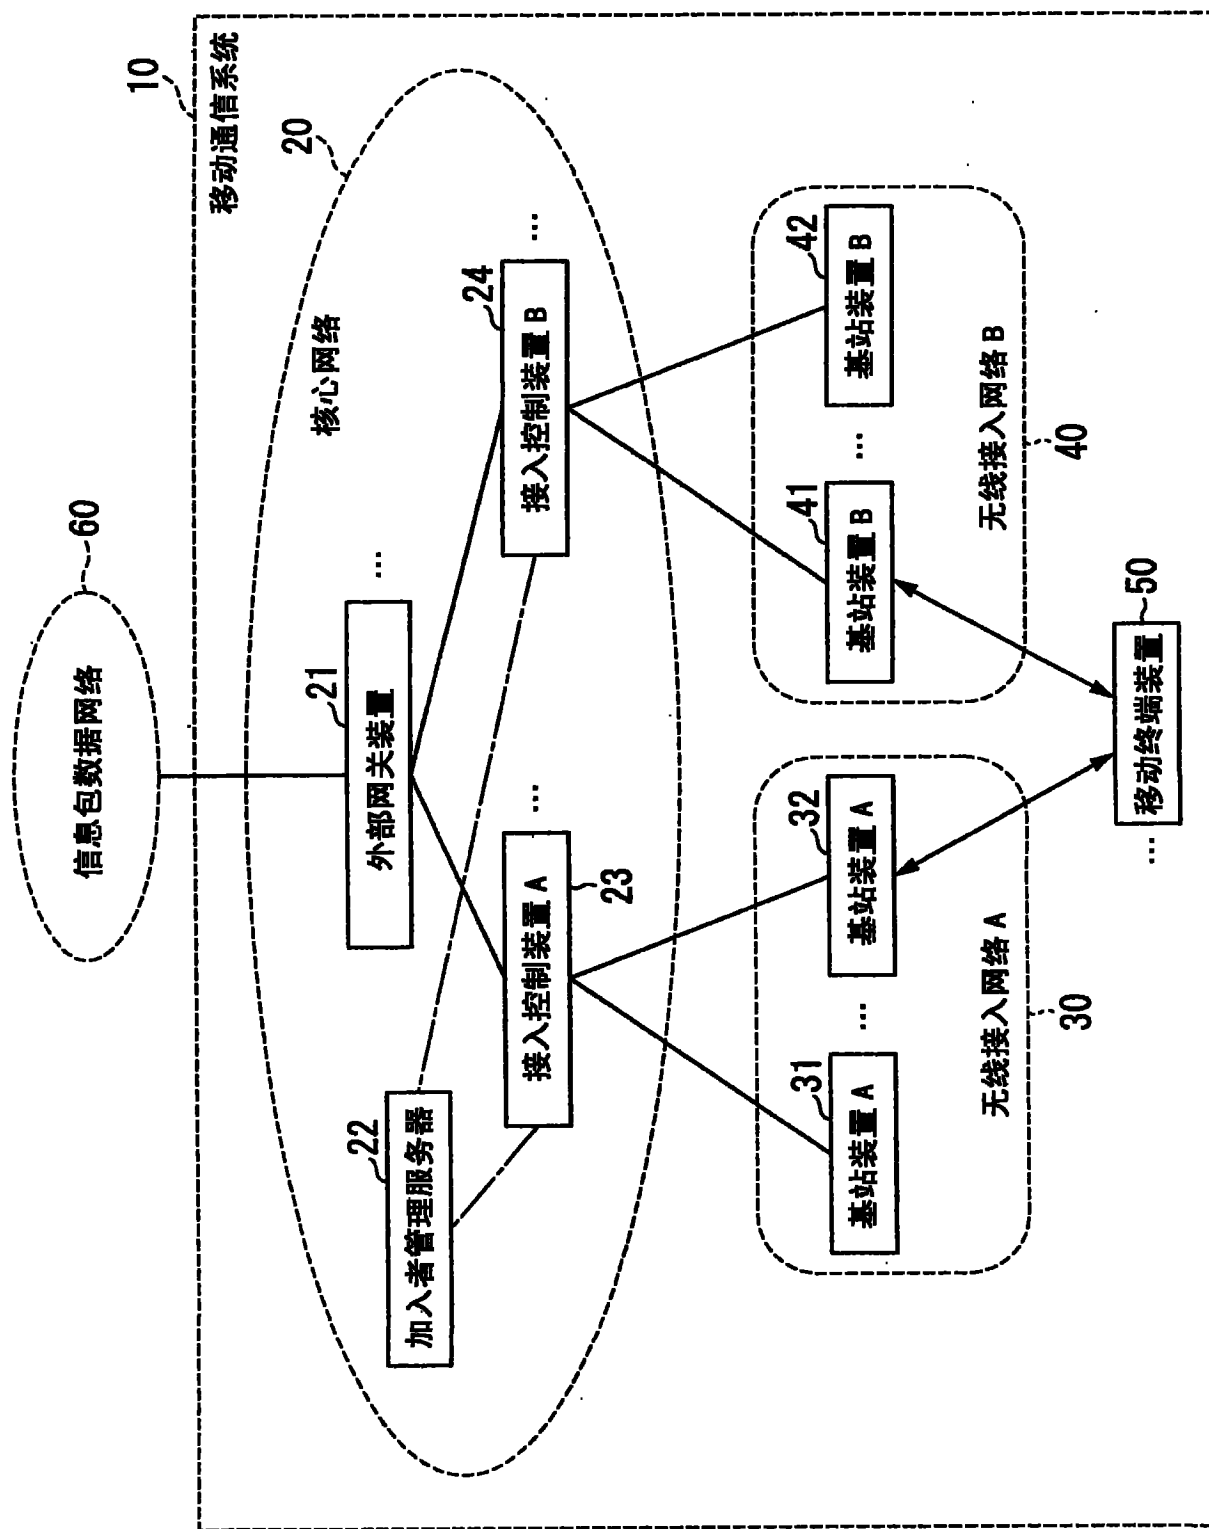 60
信息包数据网络
10
移动通信系统
20
核心网络
21
外部网关装置
...
22
加入者管理服务器
24
接入控制装置 B
...
接入控制装置 A
...
23
31
基站装置 A
...
32
基站装置 A
无线接入网络 A
30
41
基站装置 B
...
42
基站装置 B
无线接入网络 B
40
50
移动终端装置
...